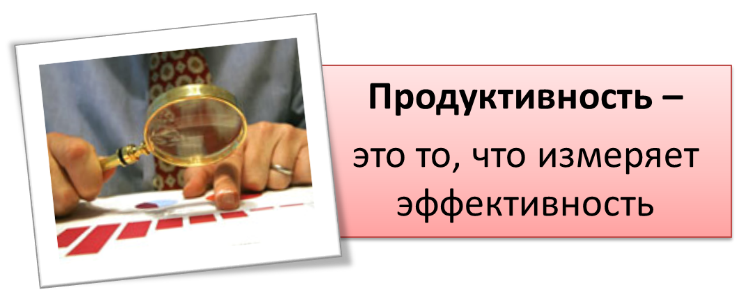 Продуктивность –
это то, что измеряет
эффективность